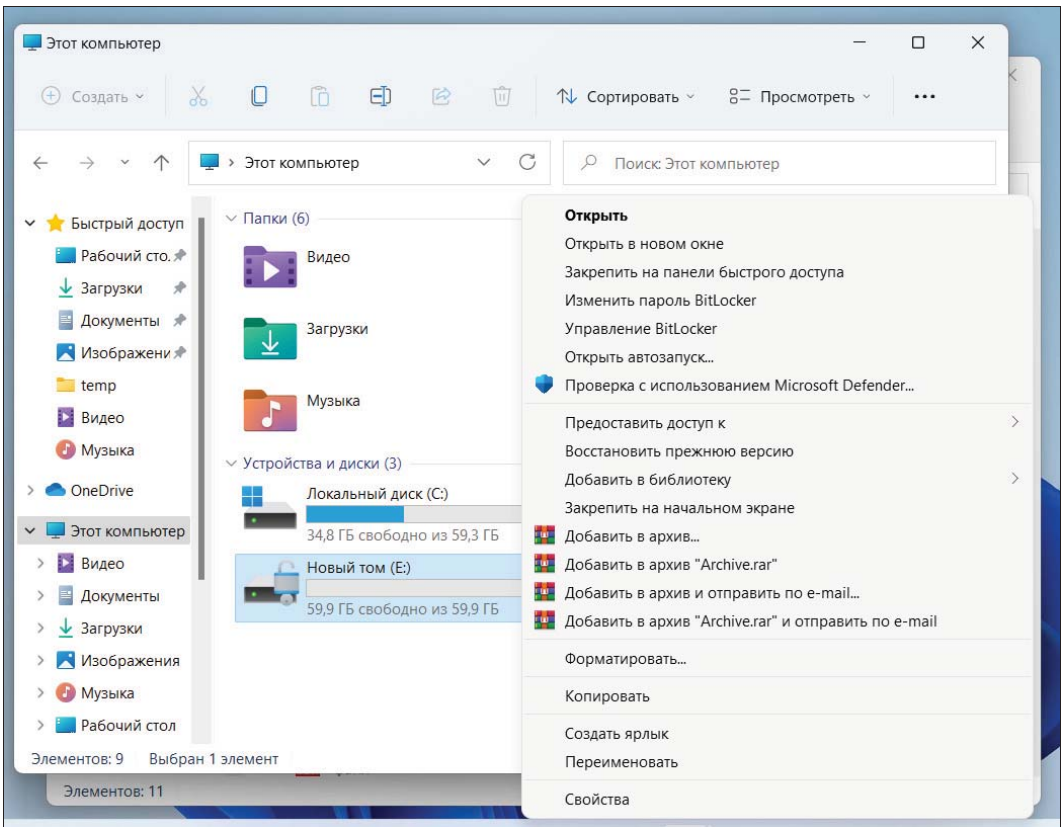 Этот компьютер
Создать
Сортировать
Просмотреть
Этот компьютер
Поиск: Этот компьютер
Быстрый доступ
Рабочий сто.
Загрузки
Документы
Изображени
temp
Видео
Музыка
OneDrive
Этот компьютер
Видео
Документы
Загрузки
Изображения
Музыка
Рабочий стол
Папки (6)
Видео
Загрузки
Музыка
Устройства и диски (3)
Локальный диск (C:)
34,8 ГБ свободно из 59,3 ГБ
Новый том (E:)
59,9 ГБ свободно из 59,9 ГБ
Открыть
Открыть в новом окне
Закрепить на панели быстрого доступа
Изменить пароль BitLocker
Управление BitLocker
Открыть автозапуск...
Проверка с использованием Microsoft Defender...
Предоставить доступ к
Восстановить прежнюю версию
Добавить в библиотеку
Закрепить на начальном экране
Добавить в архив...
Добавить в архив "Archive.rar"
Добавить в архив и отправить по e-mail...
Добавить в архив "Archive.rar" и отправить по e-mail
Форматировать...
Копировать
Создать ярлык
Переименовать
Свойства
Элементов: 9 Выбран 1 элемент
Элементов: 11